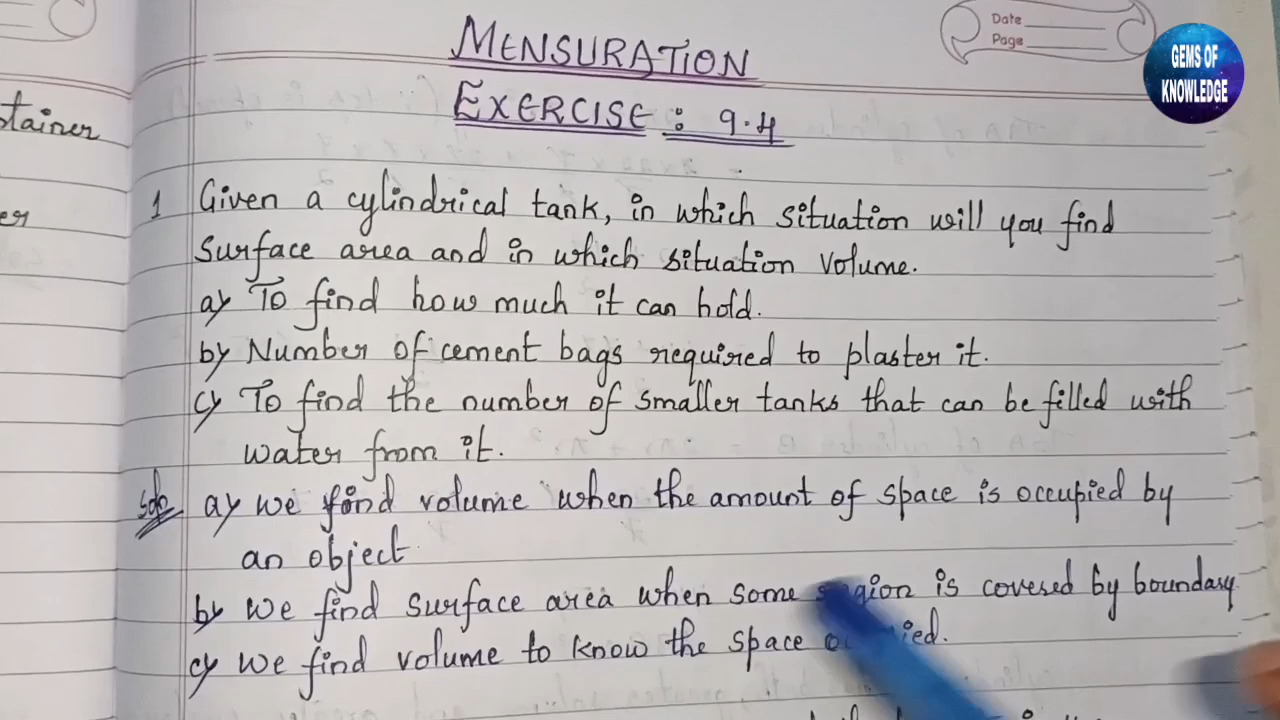 MENSURATION
EXERCISE : 9.4
Date
Page
GEMS OF
KNOWLEDGE
tainer
er
1 Given a cylindrical tank, in which situation will you find
surface area and in which situation volume.
a) To find how much it can hold.
b) Number of cement bags required to plaster it.
c) To find the number of smaller tanks that can be filled with
water from it.
Soln a) we find volume when the amount of space is occupied by
an object
b) we find surface area when some region is covered by boundary
c) we find volume to know the space